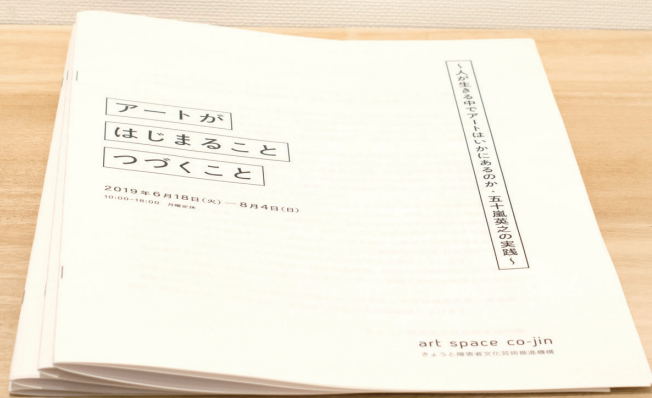 アートが
はじまること
つづくこと
2019年6月18日(火)―8月4日(日)
10:00-18:00 月曜定休
〜人が生きる中でアートはいかにあるのか・五十嵐英之の実践〜
art space co-jin
きょうと障害者文化芸術推進機構